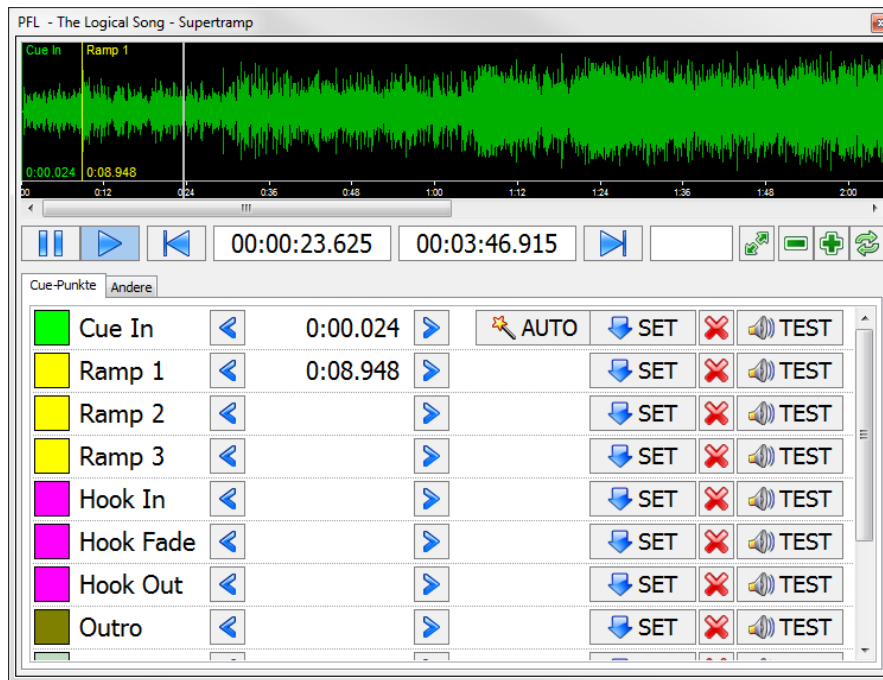 PFL - The Logical Song - Supertramp
Cue In Ramp 1
0:00.024 0:08.948
00 0:12 0:24 0:36 0:48 1:00 1:12 1:24 1:36 1:48 2:00
00:00:23.625 00:03:46.915
Cue-Punkte Andere
Cue In 0:00.024 AUTO SET TEST
Ramp 1 0:08.948 SET TEST
Ramp 2 SET TEST
Ramp 3 SET TEST
Hook In SET TEST
Hook Fade SET TEST
Hook Out SET TEST
Outro SET TEST